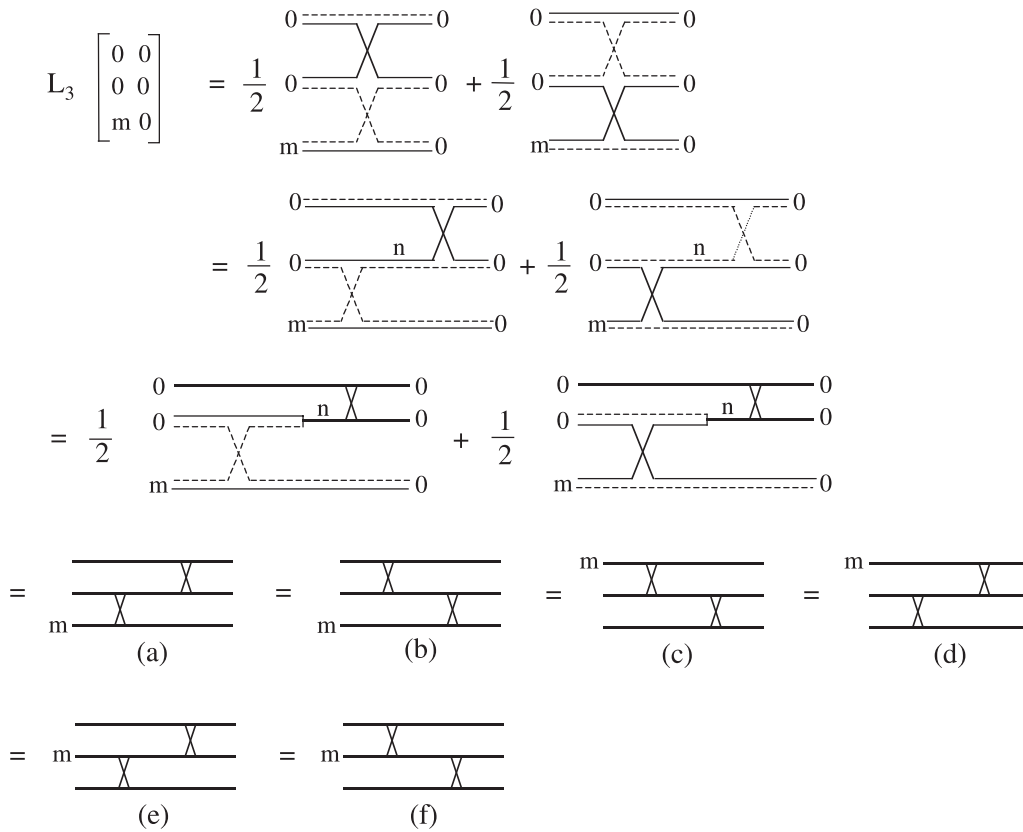 0 0 0 0
L3 [0 0 = 1/2 0 0 + 1/2 0 0
0 0
m 0] m 0 m 0
0 n 0 0 n 0
= 1/2 0 0 + 1/2 0 0
m 0 m 0
0 n 0 0 n 0
= 1/2 0 0 + 1/2 0 0
m 0 m 0
m m
= = = =
m m
(a) (b) (c) (d)
= m = m
(e) (f)